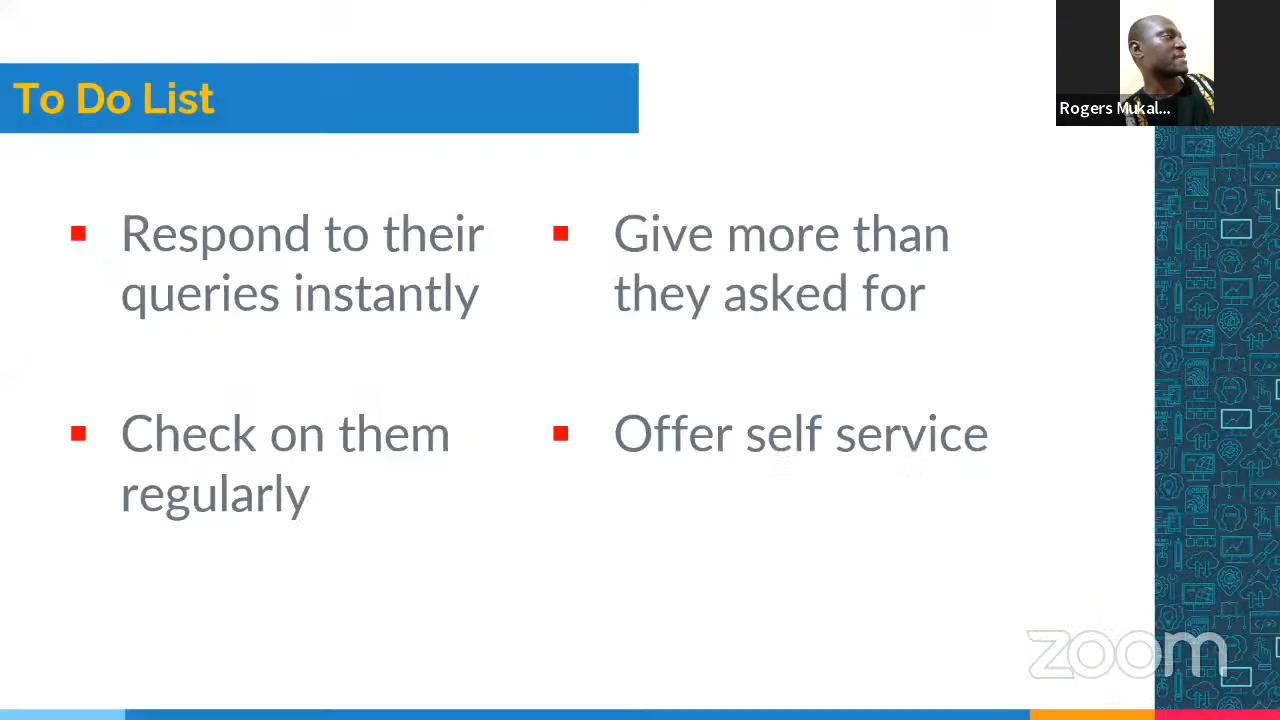 To Do List
Rogers Mukal...
Respond to their
queries instantly
Check on them
regularly
Give more than
they asked for
Offer self service
zoom